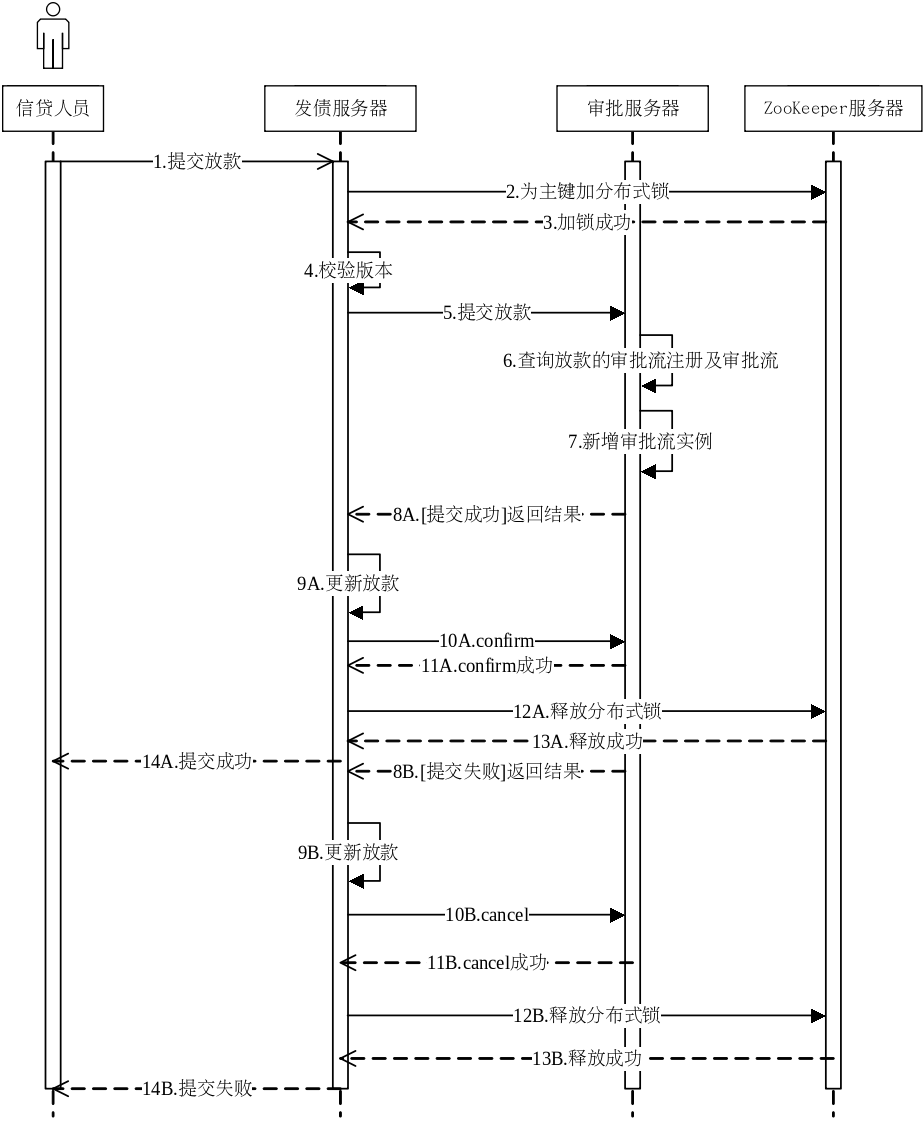 信贷人员
发债服务器
审批服务器
ZooKeeper服务器
1.提交放款
2.为主键加分布式锁
3.加锁成功
4.校验版本
5.提交放款
6.查询放款的审批流注册及审批流
7.新增审批流实例
8A.[提交成功]返回结果
9A.更新放款
10A.confirm
11A.confirm成功
12A.释放分布式锁
13A.释放成功
14A.提交成功
8B.[提交失败]返回结果
9B.更新放款
10B.cancel
11B.cancel成功
12B.释放分布式锁
13B.释放成功
14B.提交失败